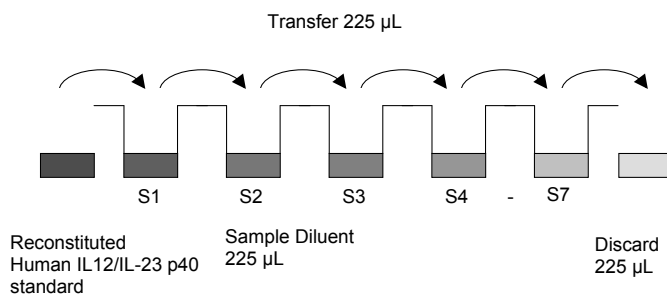 Transfer 225 µL
S1 S2 S3 S4 - S7
Reconstituted
Human IL12/IL-23 p40
standard
Sample Diluent
225 µL
Discard
225 µL